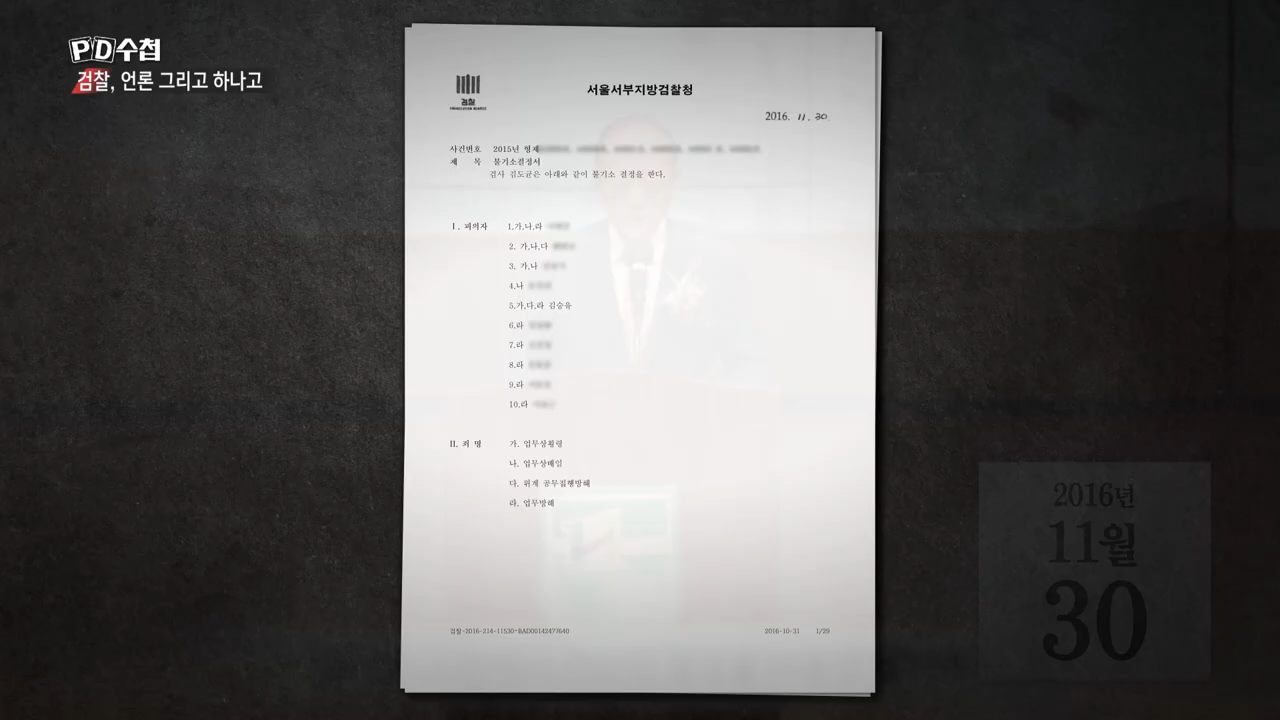 PD수첩
검찰, 언론 그리고 하나고
검찰
서울서부지방검찰청
2016. 11. 30.
사건번호 2015년 형제
제 목 불기소결정서
검사 김도균은 아래와 같이 불기소 결정을 한다.
I. 피의자 1.가,나,라
2. 가,나,다
3. 가,나
4.나
5.가,다,라 김승유
6.라
7.라
8.라
9.라
10.라
II. 죄 명 가. 업무상횡령
나. 업무상배임
다. 위계 공무집행방해
라. 업무방해
검찰-2016-214-11530-BAD00142477640
2016-10-31 1/29
2016년
11월
30